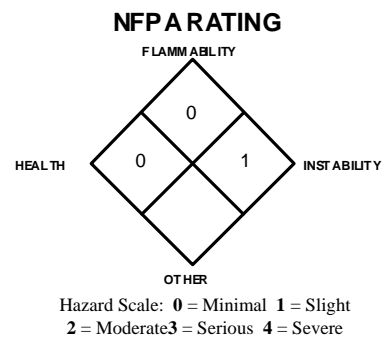 NFPA RATING
FLAMMABILITY
0
HEALTH 0 1 INSTABILITY
OTHER
Hazard Scale: 0 = Minimal 1 = Slight
2 = Moderate3 = Serious 4 = Severe